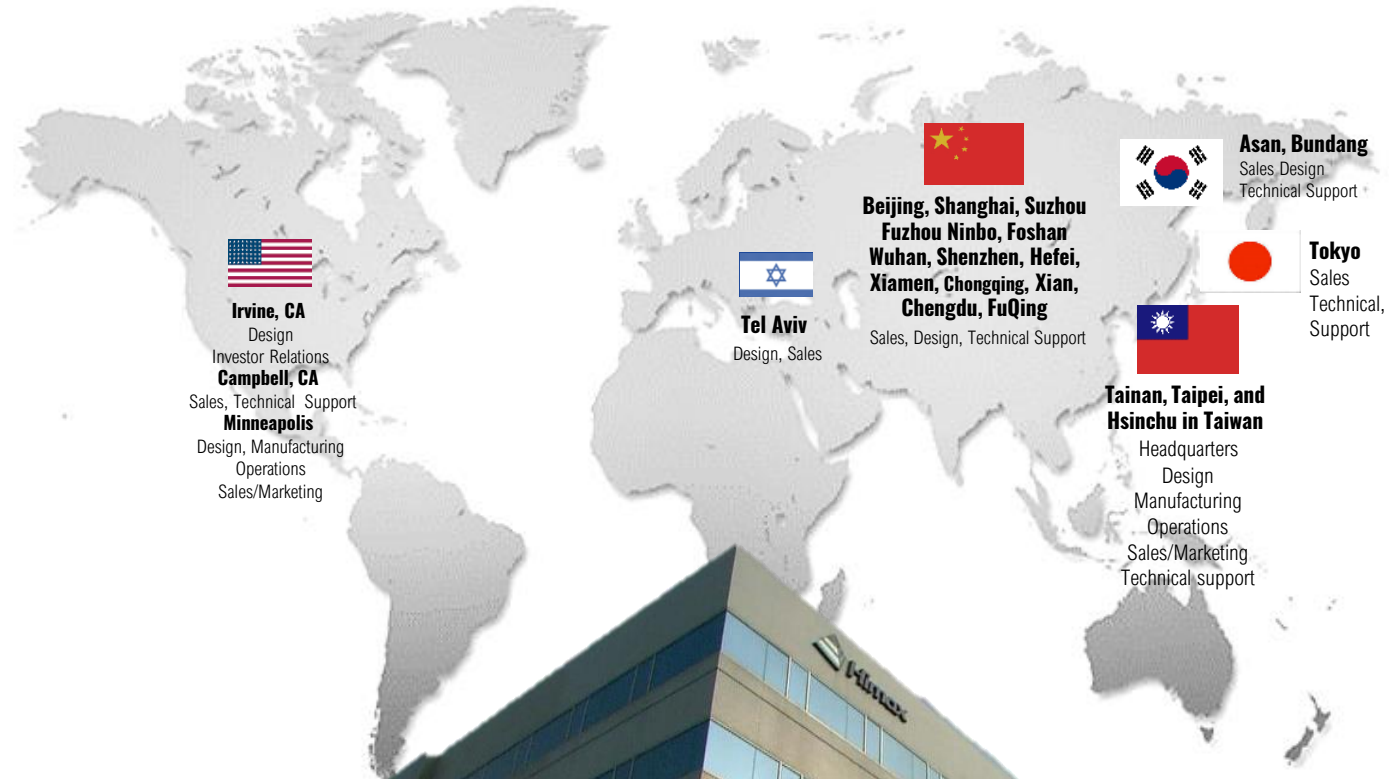 Irvine, CA
Design
Investor Relations
Campbell, CA
Sales, Technical Support
Minneapolis
Design, Manufacturing
Operations
Sales/Marketing
Tel Aviv
Design, Sales
Beijing, Shanghai, Suzhou
Fuzhou Ninbo, Foshan
Wuhan, Shenzhen, Hefei,
Xiamen, Chongqing, Xian,
Chengdu, FuQing
Sales, Design, Technical Support
Asan, Bundang
Sales Design
Technical Support
Tokyo
Sales
Technical,
Support
Tainan, Taipei, and
Hsinchu in Taiwan
Headquarters
Design
Manufacturing
Operations
Sales/Marketing
Technical support
Himax